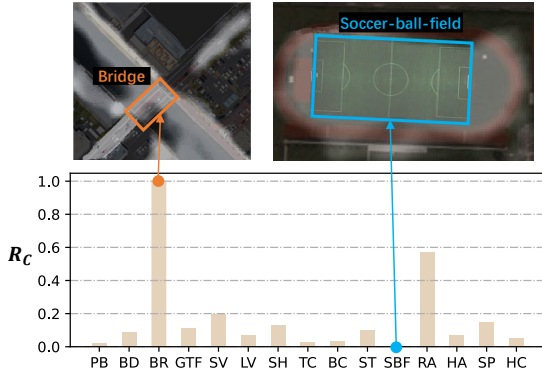 Bridge
Soccer-ball-field
R_C
1.0
0.8
0.6
0.4
0.2
0.0
PB BD BR GTF SV LV SH TC BC ST SBF RA HA SP HC